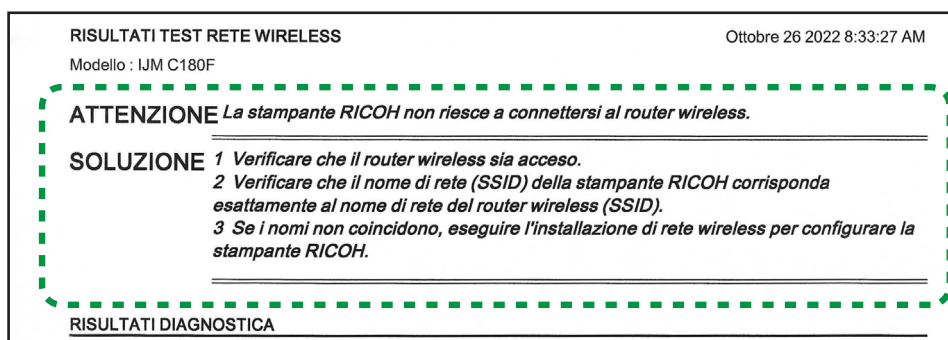 RISULTATI TEST RETE WIRELESS Ottobre 26 2022 8:33:27 AM
Modello : IJM C180F
ATTENZIONE La stampante RICOH non riesce a connettersi al router wireless.
SOLUZIONE 1 Verificare che il router wireless sia acceso.
2 Verificare che il nome di rete (SSID) della stampante RICOH corrisponda
esattamente al nome di rete del router wireless (SSID).
3 Se i nomi non coincidono, eseguire l'installazione di rete wireless per configurare la
stampante RICOH.
RISULTATI DIAGNOSTICA